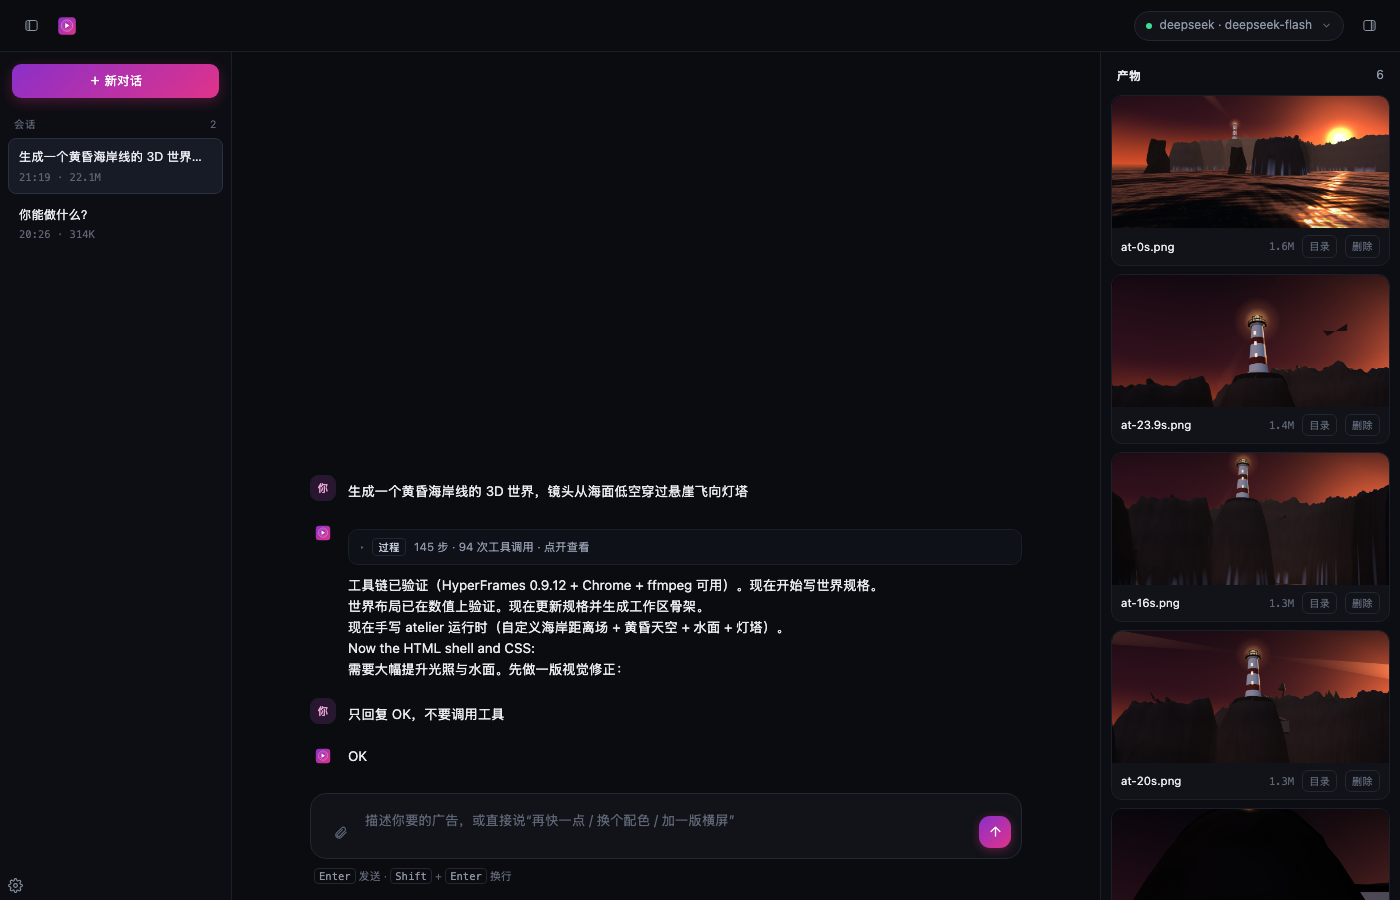 deepseek · deepseek-flash
+ 新对话
会话 2
生成一个黄昏海岸线的 3D 世界...
21:19 · 22.1M
你能做什么?
20:26 · 314K
你 生成一个黄昏海岸线的 3D 世界，镜头从海面低空穿过悬崖飞向灯塔
· 过程 145 步 · 94 次工具调用 · 点开查看
工具链已验证（HyperFrames 0.9.12 + Chrome + ffmpeg 可用）。现在开始写世界规格。
世界布局已在数值上验证。现在更新规格并生成工作区骨架。
现在手写 atelier 运行时（自定义海岸距离场 + 黄昏天空 + 水面 + 灯塔）。
Now the HTML shell and CSS:
需要大幅提升光照与水面。先做一版视觉修正：
你 只回复 OK，不要调用工具
OK
描述你要的广告，或直接说“再快一点 / 换个配色 / 加一版横屏”
Enter 发送 · Shift + Enter 换行
产物 6
at-0s.png 1.6M 目录 删除
at-23.9s.png 1.4M 目录 删除
at-16s.png 1.3M 目录 删除
at-20s.png 1.3M 目录 删除